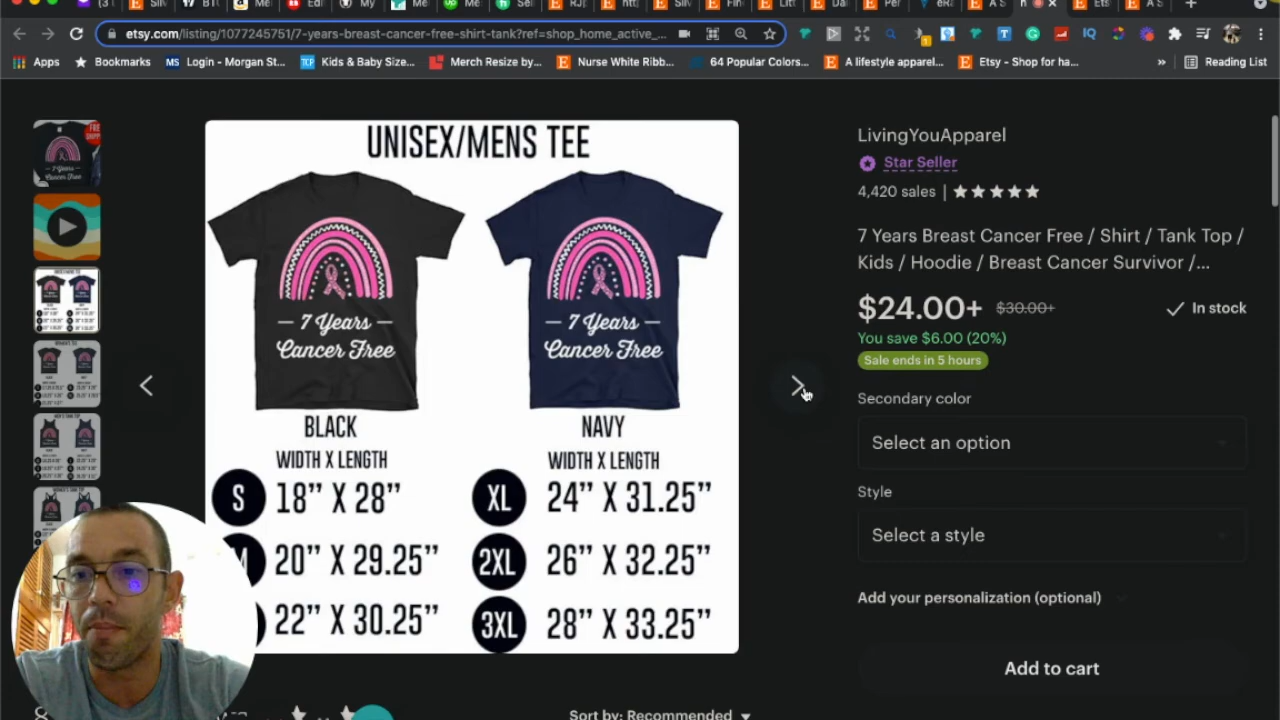 etsy.com/listing/1077245751/7-years-breast-cancer-free-shirt-tank?ref=shop_home_active_...
Apps Bookmarks Login - Morgan St... Kids & Baby Size... Merch Resize by... Nurse White Ribb... 64 Popular Colors... A lifestyle apparel... Etsy - Shop for ha... » Reading List
UNISEX/MENS TEE
7 Years
Cancer Free
7 Years
Cancer Free
BLACK
WIDTH X LENGTH
S 18" X 28"
M 20" X 29.25"
22" X 30.25"
NAVY
WIDTH X LENGTH
XL 24" X 31.25"
2XL 26" X 32.25"
3XL 28" X 33.25"
LivingYouApparel
Star Seller
4,420 sales
7 Years Breast Cancer Free / Shirt / Tank Top /
Kids / Hoodie / Breast Cancer Survivor /...
$24.00+ $30.00+ In stock
You save $6.00 (20%)
Sale ends in 5 hours
Secondary color
Select an option
Style
Select a style
Add your personalization (optional)
Add to cart
Sort by: Recommended